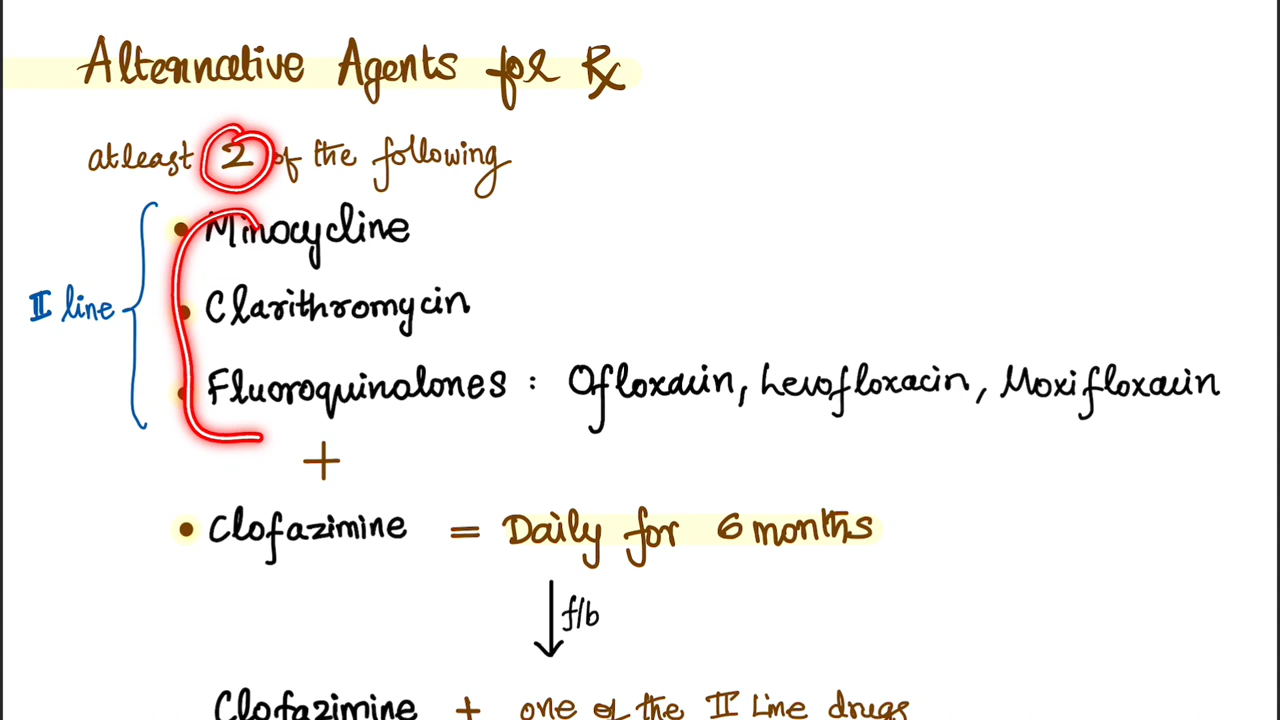 Alternative Agents for Rx
atleast 2 of the following
II line
• Minocycline
• Clarithromycin
• Fluoroquinolones : Ofloxacin, Levofloxacin, Moxifloxacin
+
• Clofazimine = Daily for 6 months
↓ f/b
Clofazimine + one of the II Line drugs